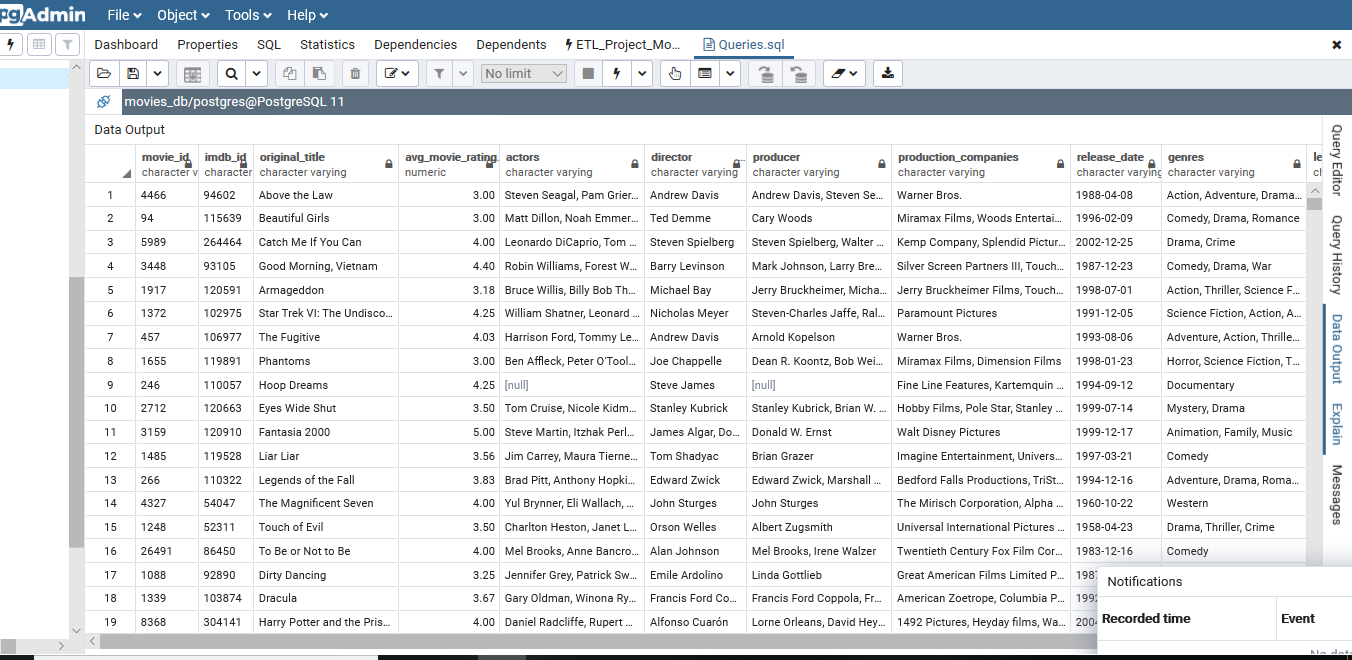 pgAdmin File Object Tools Help
Dashboard Properties SQL Statistics Dependencies Dependents ETL_Project_Mo... Queries.sql
No limit
movies_db/postgres@PostgreSQL 11
Data Output
movie_id imdb_id original_title avg_movie_rating actors director producer production_companies release_date genres le
character v character character varying numeric character varying character varying character varying character varying character varying character varying ch
1 4466 94602 Above the Law 3.00 Steven Seagal, Pam Grier... Andrew Davis Andrew Davis, Steven Se... Warner Bros. 1988-04-08 Action, Adventure, Drama...
2 94 115639 Beautiful Girls 3.00 Matt Dillon, Noah Emmer... Ted Demme Cary Woods Miramax Films, Woods Entertai... 1996-02-09 Comedy, Drama, Romance
3 5989 264464 Catch Me If You Can 4.00 Leonardo DiCaprio, Tom ... Steven Spielberg Steven Spielberg, Walter ... Kemp Company, Splendid Pictur... 2002-12-25 Drama, Crime
4 3448 93105 Good Morning, Vietnam 4.40 Robin Williams, Forest W... Barry Levinson Mark Johnson, Larry Bre... Silver Screen Partners III, Touch... 1987-12-23 Comedy, Drama, War
5 1917 120591 Armageddon 3.18 Bruce Willis, Billy Bob Th... Michael Bay Jerry Bruckheimer, Micha... Jerry Bruckheimer Films, Touch... 1998-07-01 Action, Thriller, Science F...
6 1372 102975 Star Trek VI: The Undisco... 4.25 William Shatner, Leonard ... Nicholas Meyer Steven-Charles Jaffe, Ral... Paramount Pictures 1991-12-05 Science Fiction, Action, A...
7 457 106977 The Fugitive 4.03 Harrison Ford, Tommy Le... Andrew Davis Arnold Kopelson Warner Bros. 1993-08-06 Adventure, Action, Thrille...
8 1655 119891 Phantoms 3.00 Ben Affleck, Peter O'Tool... Joe Chappelle Dean R. Koontz, Bob Wei... Miramax Films, Dimension Films 1998-01-23 Horror, Science Fiction, T...
9 246 110057 Hoop Dreams 4.25 [null] Steve James [null] Fine Line Features, Kartemquin ... 1994-09-12 Documentary
10 2712 120663 Eyes Wide Shut 3.50 Tom Cruise, Nicole Kidm... Stanley Kubrick Stanley Kubrick, Brian W. ... Hobby Films, Pole Star, Stanley ... 1999-07-14 Mystery, Drama
11 3159 120910 Fantasia 2000 5.00 Steve Martin, Itzhak Perl... James Algar, Do... Donald W. Ernst Walt Disney Pictures 1999-12-17 Animation, Family, Music
12 1485 119528 Liar Liar 3.56 Jim Carrey, Maura Tierne... Tom Shadyac Brian Grazer Imagine Entertainment, Univers... 1997-03-21 Comedy
13 266 110322 Legends of the Fall 3.83 Brad Pitt, Anthony Hopki... Edward Zwick Edward Zwick, Marshall ... Bedford Falls Productions, TriSt... 1994-12-16 Adventure, Drama, Roma...
14 4327 54047 The Magnificent Seven 4.00 Yul Brynner, Eli Wallach, ... John Sturges John Sturges The Mirisch Corporation, Alpha ... 1960-10-22 Western
15 1248 52311 Touch of Evil 3.50 Charlton Heston, Janet L... Orson Welles Albert Zugsmith Universal International Pictures ... 1958-04-23 Drama, Thriller, Crime
16 26491 86450 To Be or Not to Be 4.00 Mel Brooks, Anne Bancro... Alan Johnson Mel Brooks, Irene Walzer Twentieth Century Fox Film Cor... 1983-12-16 Comedy
17 1088 92890 Dirty Dancing 3.25 Jennifer Grey, Patrick Sw... Emile Ardolino Linda Gottlieb Great American Films Limited P... 1987
18 1339 103874 Dracula 3.67 Gary Oldman, Winona Ry... Francis Ford Co... Francis Ford Coppola, Fr... American Zoetrope, Columbia P... 1992
19 8368 304141 Harry Potter and the Pris... 4.00 Daniel Radcliffe, Rupert ... Alfonso Cuarón Lorne Orleans, David Hey... 1492 Pictures, Heyday films, Wa... 2004
Query Editor
Query History
Data Output
Explain
Messages
Notifications
Recorded time Event